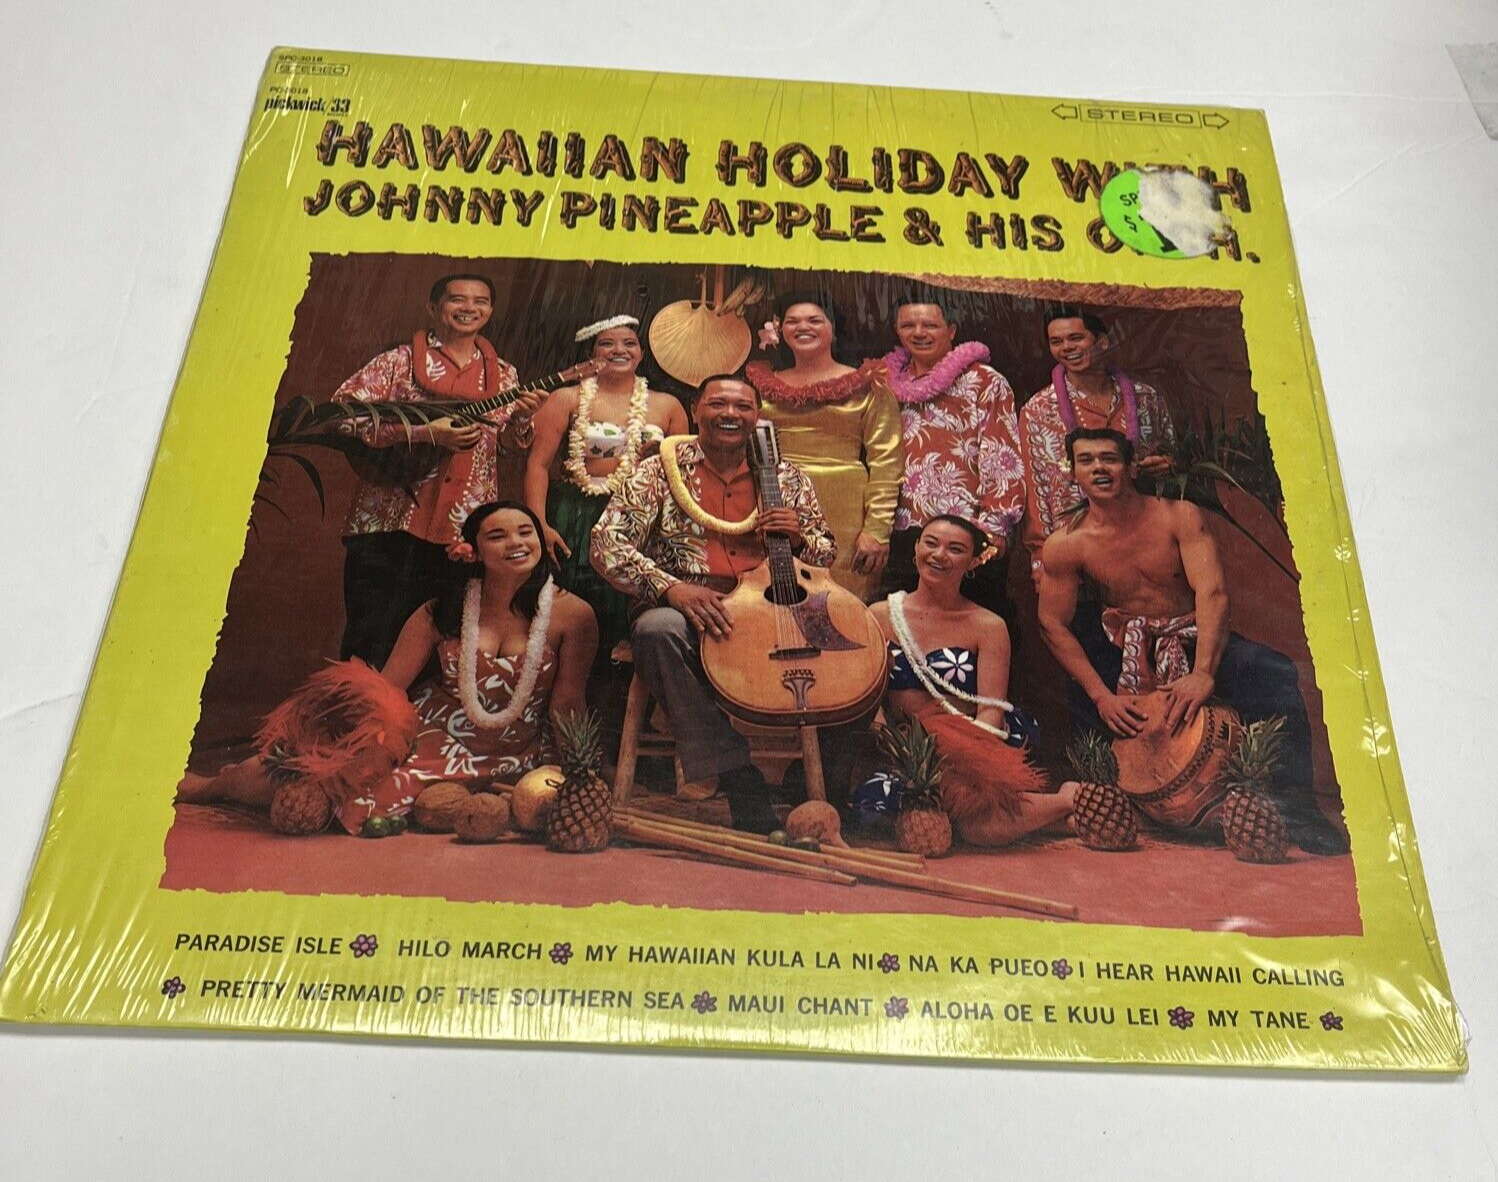 SPC-3018
STEREO
PC-3018
pickwick/33
STEREO
HAWAIIAN HOLIDAY WITH
JOHNNY PINEAPPLE & HIS ORCH.
PARADISE ISLE HILO MARCH MY HAWAIIAN KULA LA NI NA KA PUEO I HEAR HAWAII CALLING
PRETTY MERMAID OF THE SOUTHERN SEA MAUI CHANT ALOHA OE E KUU LEI MY TANE